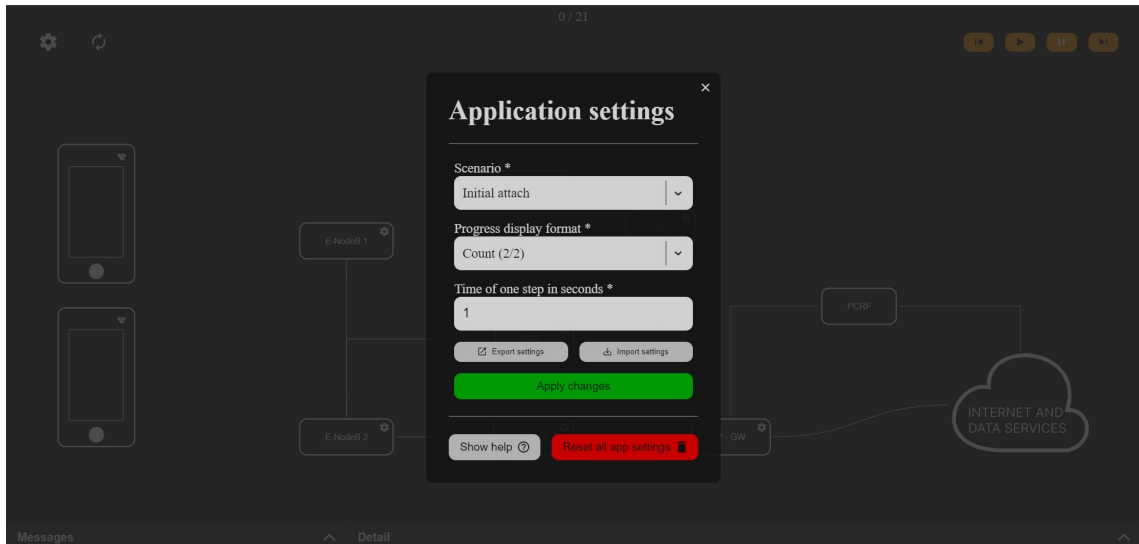 0 / 21
Application settings
Scenario *
Initial attach
E-NodeB 1
Progress display format *
Count (2/2)
Time of one step in seconds *
1
PCRF
Export settings
Import settings
Apply changes
INTERNET AND
DATA SERVICES
E-NodeB 2
- GW
Show help
Reset all app settings
Messages
Detail